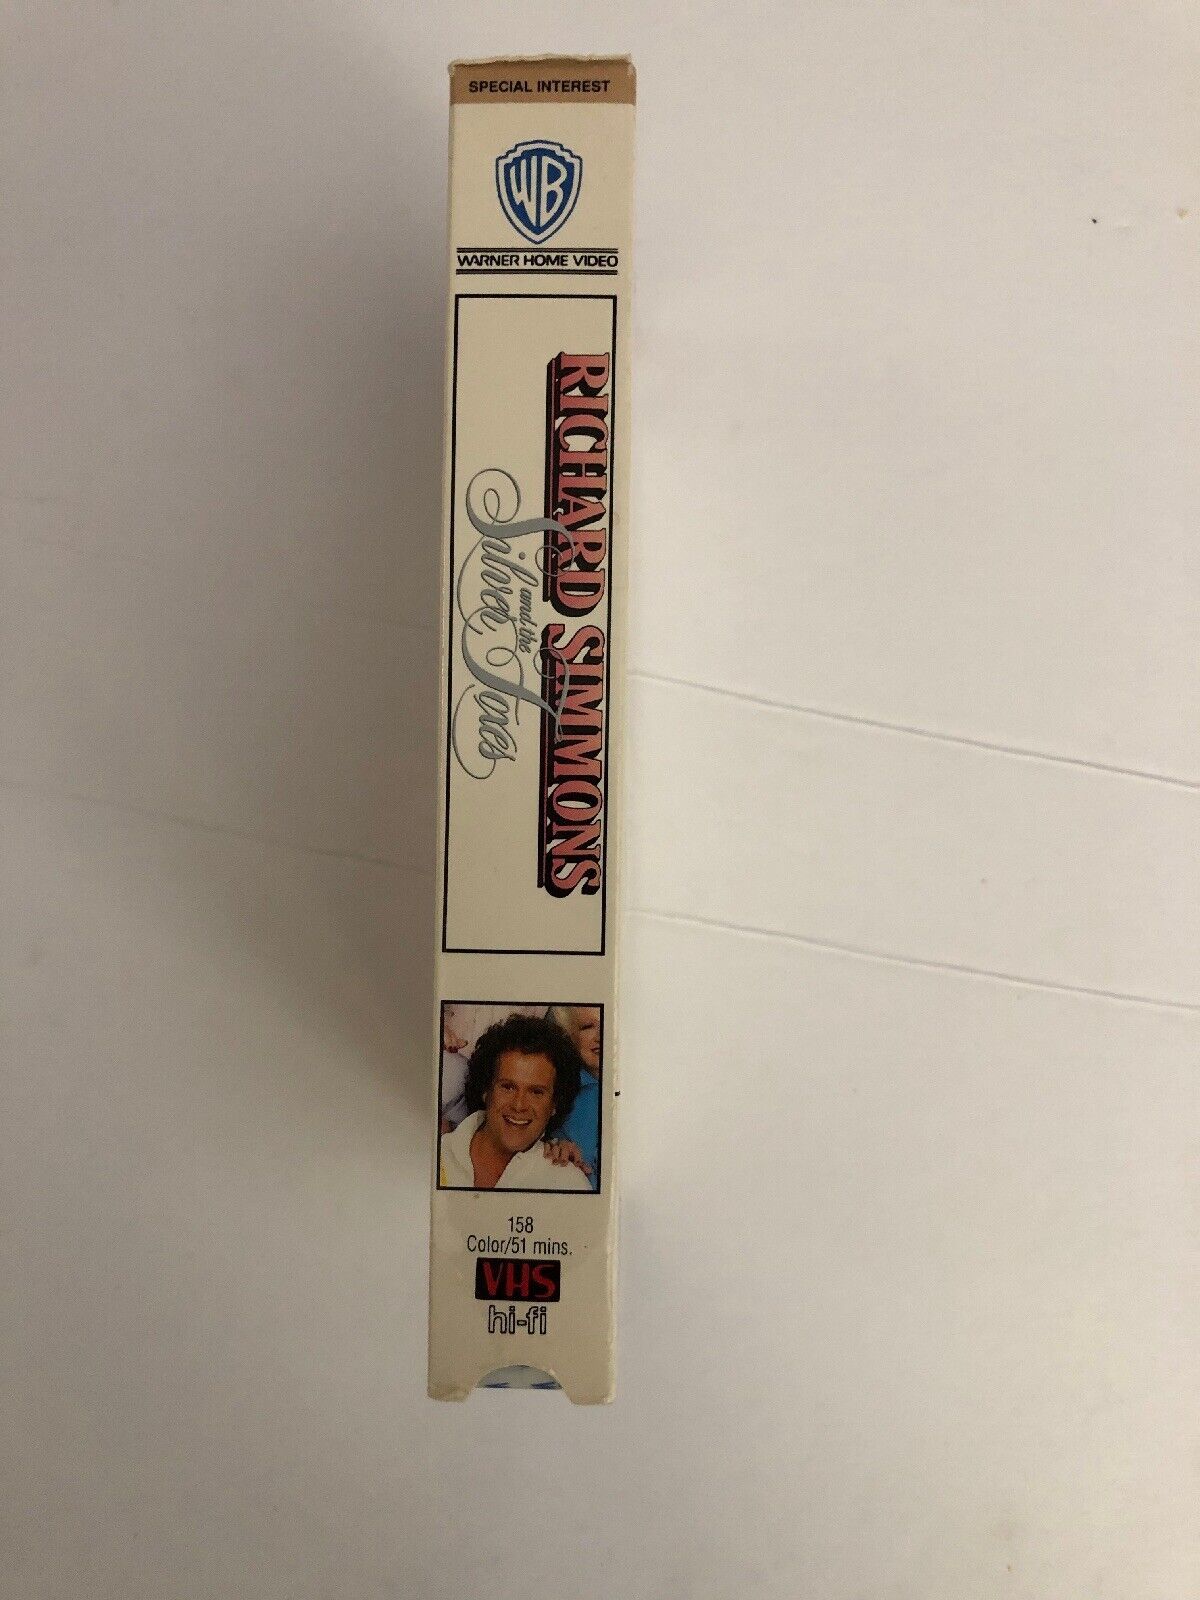 SPECIAL INTEREST
WB
WARNER HOME VIDEO
RICHARD SIMMONS
and the
Silver Foxes
158
Color/51 mins.
VHS
hi-fi